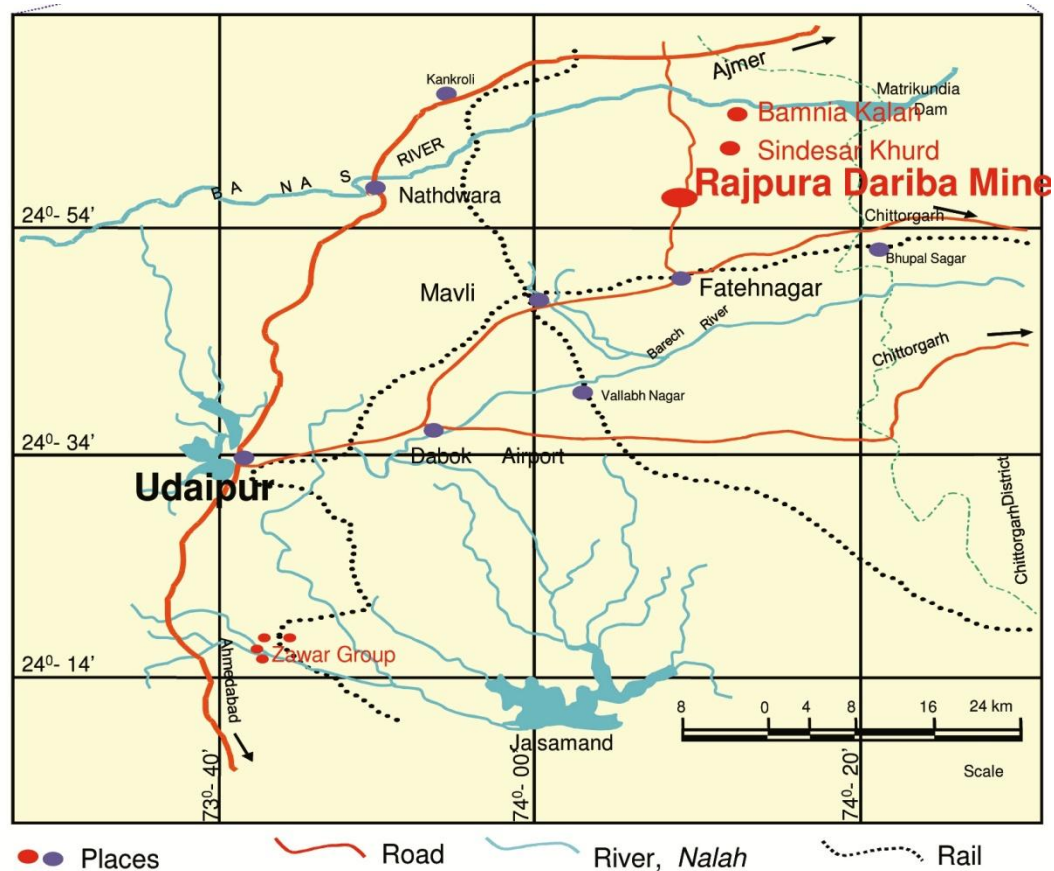 Ajmer
Kankroli
Matrikundia
Dam
Bamnia Kalan
Sindesar Khurd
BANAS RIVER
Nathdwara
Rajpura Dariba Mine
24⁰- 54’
Chittorgarh
Bhupal Sagar
Mavli
Fatehnagar
Barech River
Chittorgarh
Vallabh Nagar
24⁰- 34’
Dabok Airport
Udaipur
Chittorgarh District
Zawar Group
24⁰- 14’
Ahmedabad
Jaisamand
8 0 4 8 16 24 km
Scale
73⁰- 40’
74⁰- 00’
74⁰- 20’
Places
Road
River, Nalah
Rail